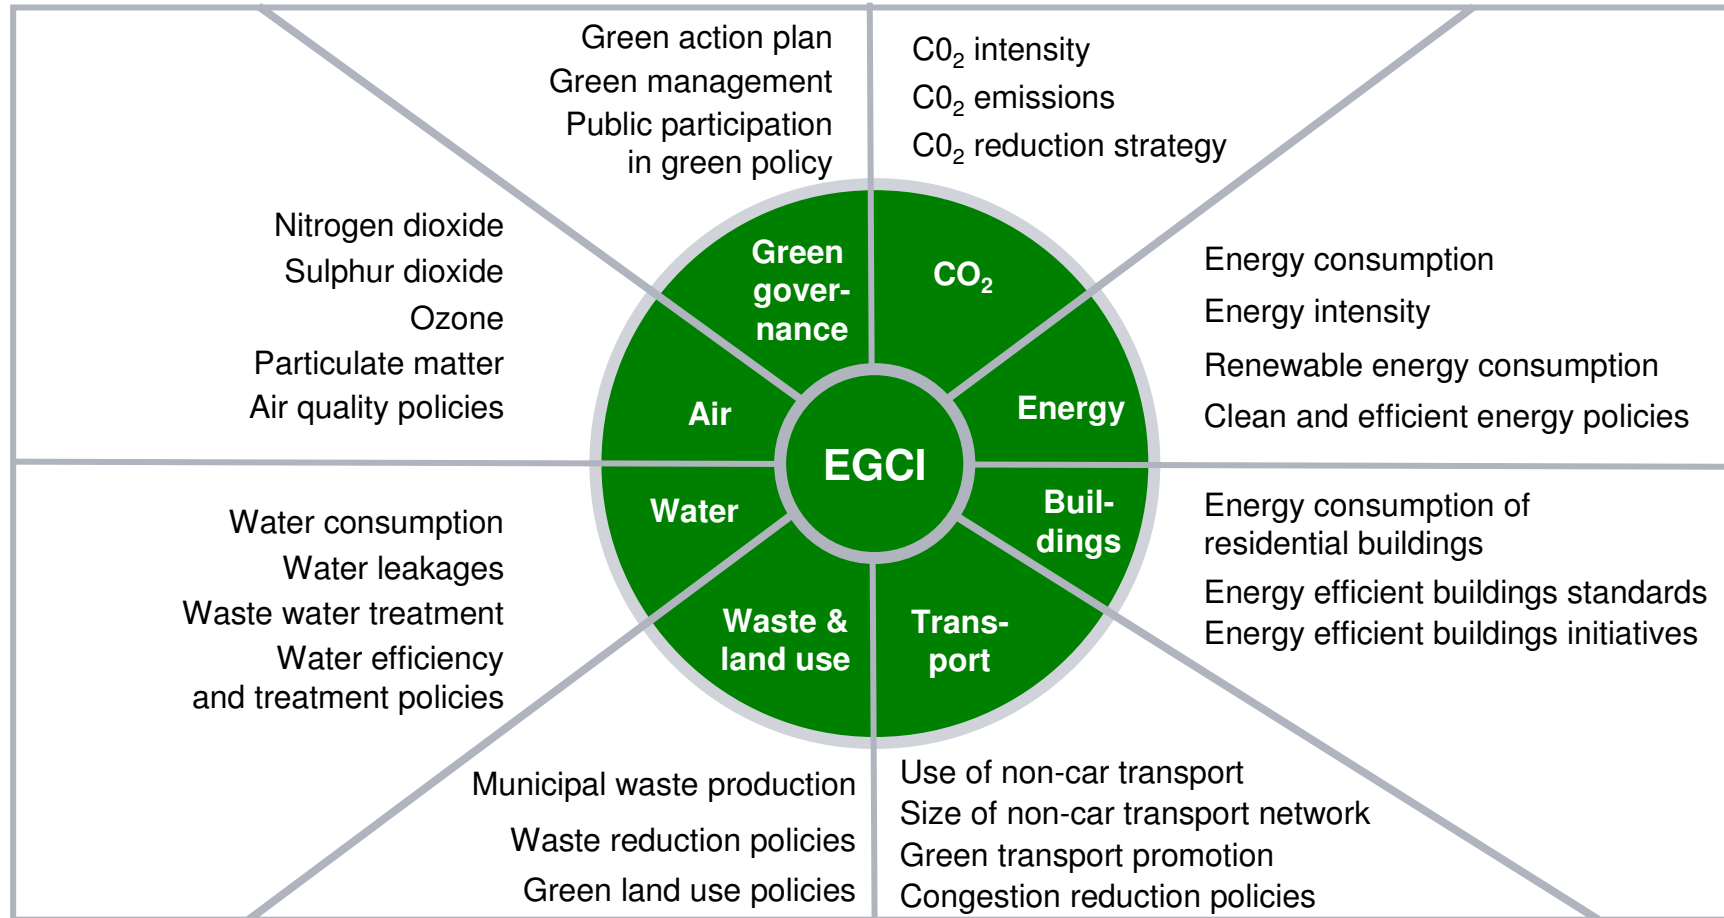 Green action plan
Green management
Public participation
in green policy
C0₂ intensity
C0₂ emissions
C0₂ reduction strategy
Nitrogen dioxide
Sulphur dioxide
Ozone
Particulate matter
Air quality policies
Green
gover-
nance
CO₂
Energy consumption
Energy intensity
Renewable energy consumption
Clean and efficient energy policies
Air
Energy
EGCI
Water
Buil-
dings
Water consumption
Water leakages
Waste water treatment
Water efficiency
and treatment policies
Energy consumption of
residential buildings
Energy efficient buildings standards
Energy efficient buildings initiatives
Waste &
land use
Trans-
port
Municipal waste production
Waste reduction policies
Green land use policies
Use of non-car transport
Size of non-car transport network
Green transport promotion
Congestion reduction policies